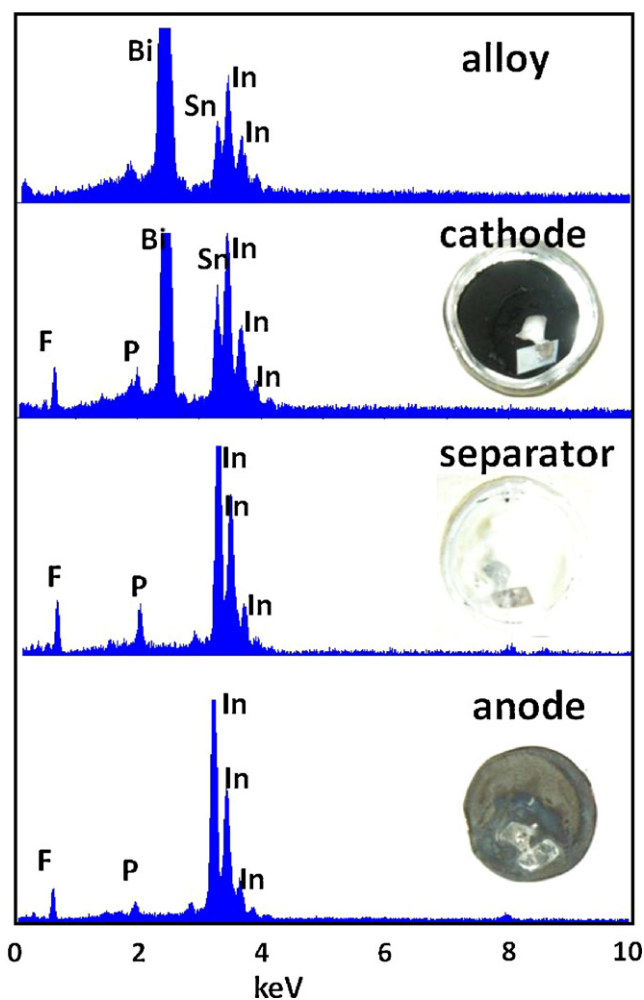 alloy
Bi
In
Sn
In
cathode
Bi
Sn
In
F
P
In
In
separator
In
In
F
P
In
anode
In
In
F
P
In
0 2 4 6 8 10
keV